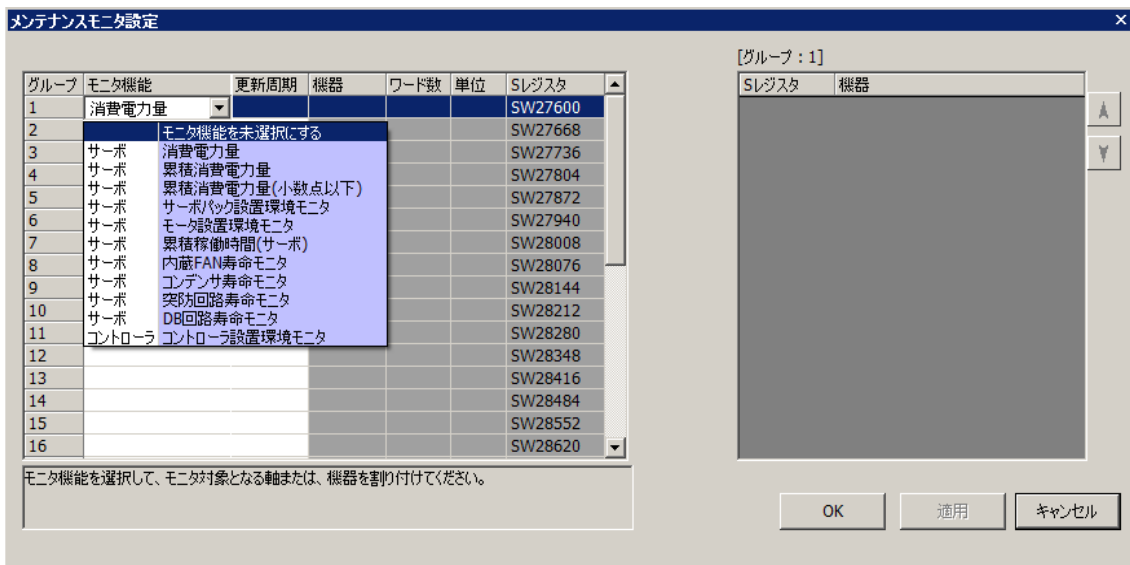 メンテナンスモニタ設定
[グループ：1]
グループ モニタ機能 更新周期 機器 ワード数 単位 Sレジスタ
Sレジスタ 機器
1 消費電力量 SW27600
2 SW27668
3 SW27736
4 SW27804
5 SW27872
6 SW27940
7 SW28008
8 SW28076
9 SW28144
10 SW28212
11 SW28280
12 SW28348
13 SW28416
14 SW28484
15 SW28552
16 SW28620
モニタ機能を未選択にする
サーボ 消費電力量
サーボ 累積消費電力量
サーボ 累積消費電力量(小数点以下)
サーボ サーボパック設置環境モニタ
サーボ モータ設置環境モニタ
サーボ 累積稼働時間(サーボ)
サーボ 内蔵FAN寿命モニタ
サーボ コンデンサ寿命モニタ
サーボ 突防回路寿命モニタ
サーボ DB回路寿命モニタ
コントローラ コントローラ設置環境モニタ
モニタ機能を選択して、モニタ対象となる軸または、機器を割り付けてください。
OK 適用 キャンセル